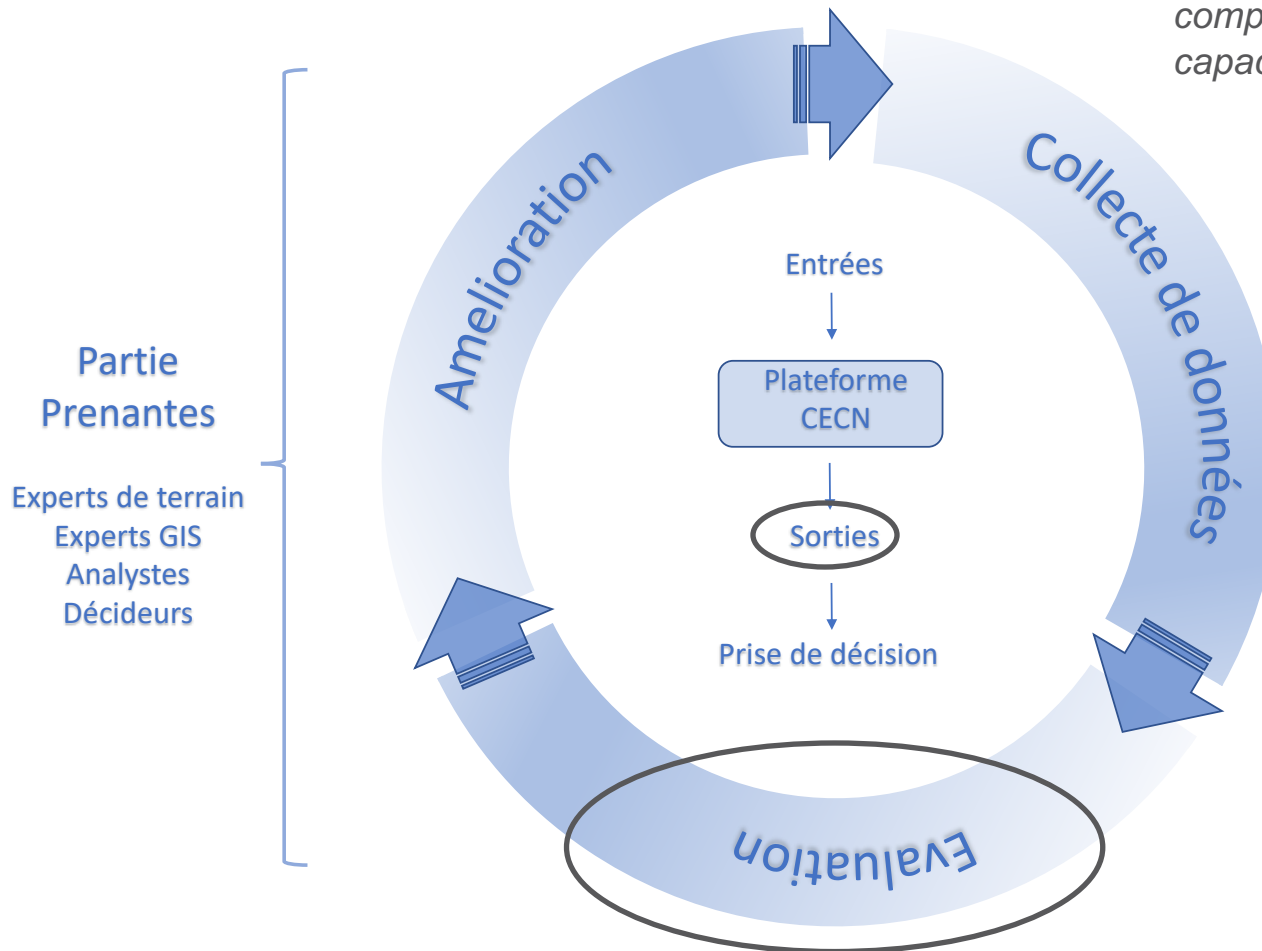 Partie
Prenantes
Experts de terrain
Experts GIS
Analystes
Décideurs
Amelioration
Collecte de données
Evaluation
Entrées
Plateforme
CECN
Sorties
Prise de décision